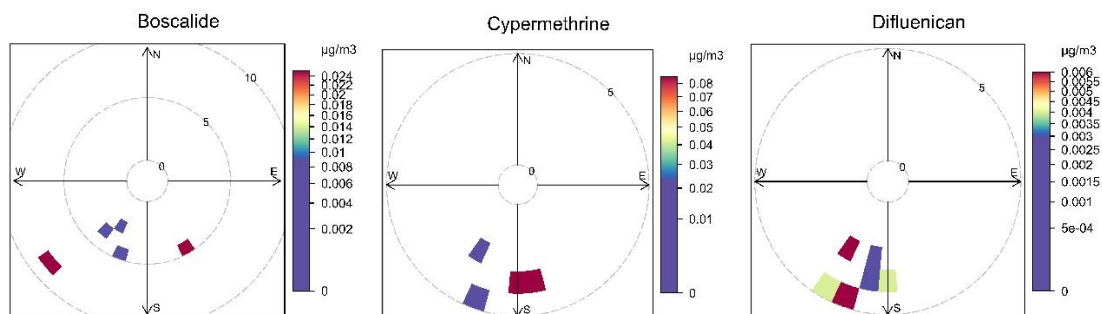 Boscalide
µg/m3
N
10
5
0
W
E
S
0.024
0.022
0.02
0.018
0.016
0.014
0.012
0.01
0.008
0.006
0.004
0.002
0
Cypermethrine
µg/m3
N
5
0
W
E
S
0.08
0.07
0.06
0.05
0.04
0.03
0.02
0.01
0
Difluenican
µg/m3
N
5
0
W
E
S
0.006
0.0055
0.005
0.0045
0.004
0.0035
0.003
0.0025
0.002
0.0015
0.001
5e-04
0